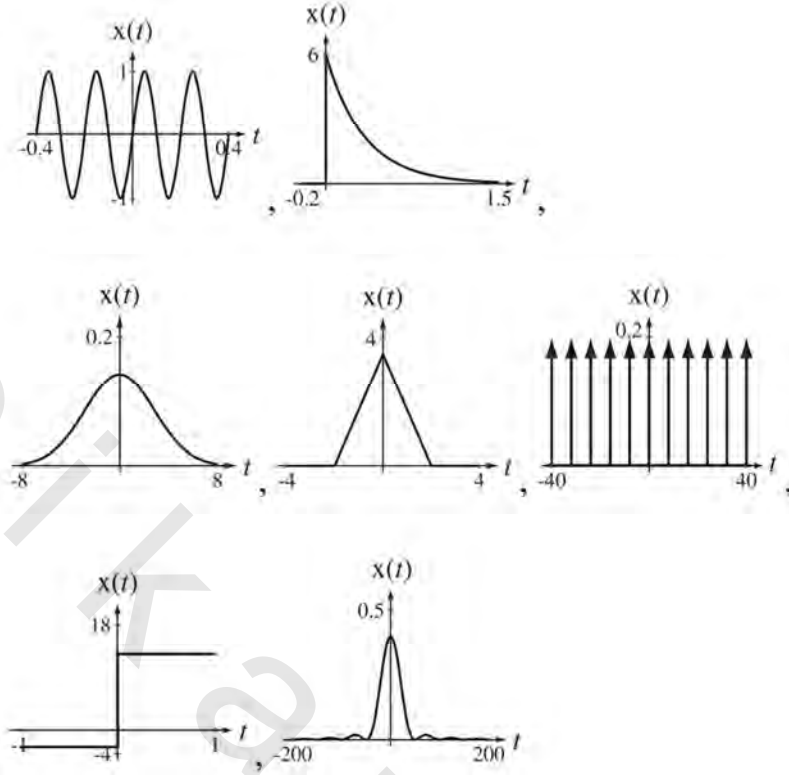 x(t) x(t)
1 6
-0.4 0.4 t
-1 , -0.2 1.5 t ,
x(t) x(t) x(t)
0.2 4 0.2
-8 8 t , -4 4 t , -40 40 t ,
x(t) x(t)
18 0.5
-1 1 t
-4 , -200 200 t
i
k
a